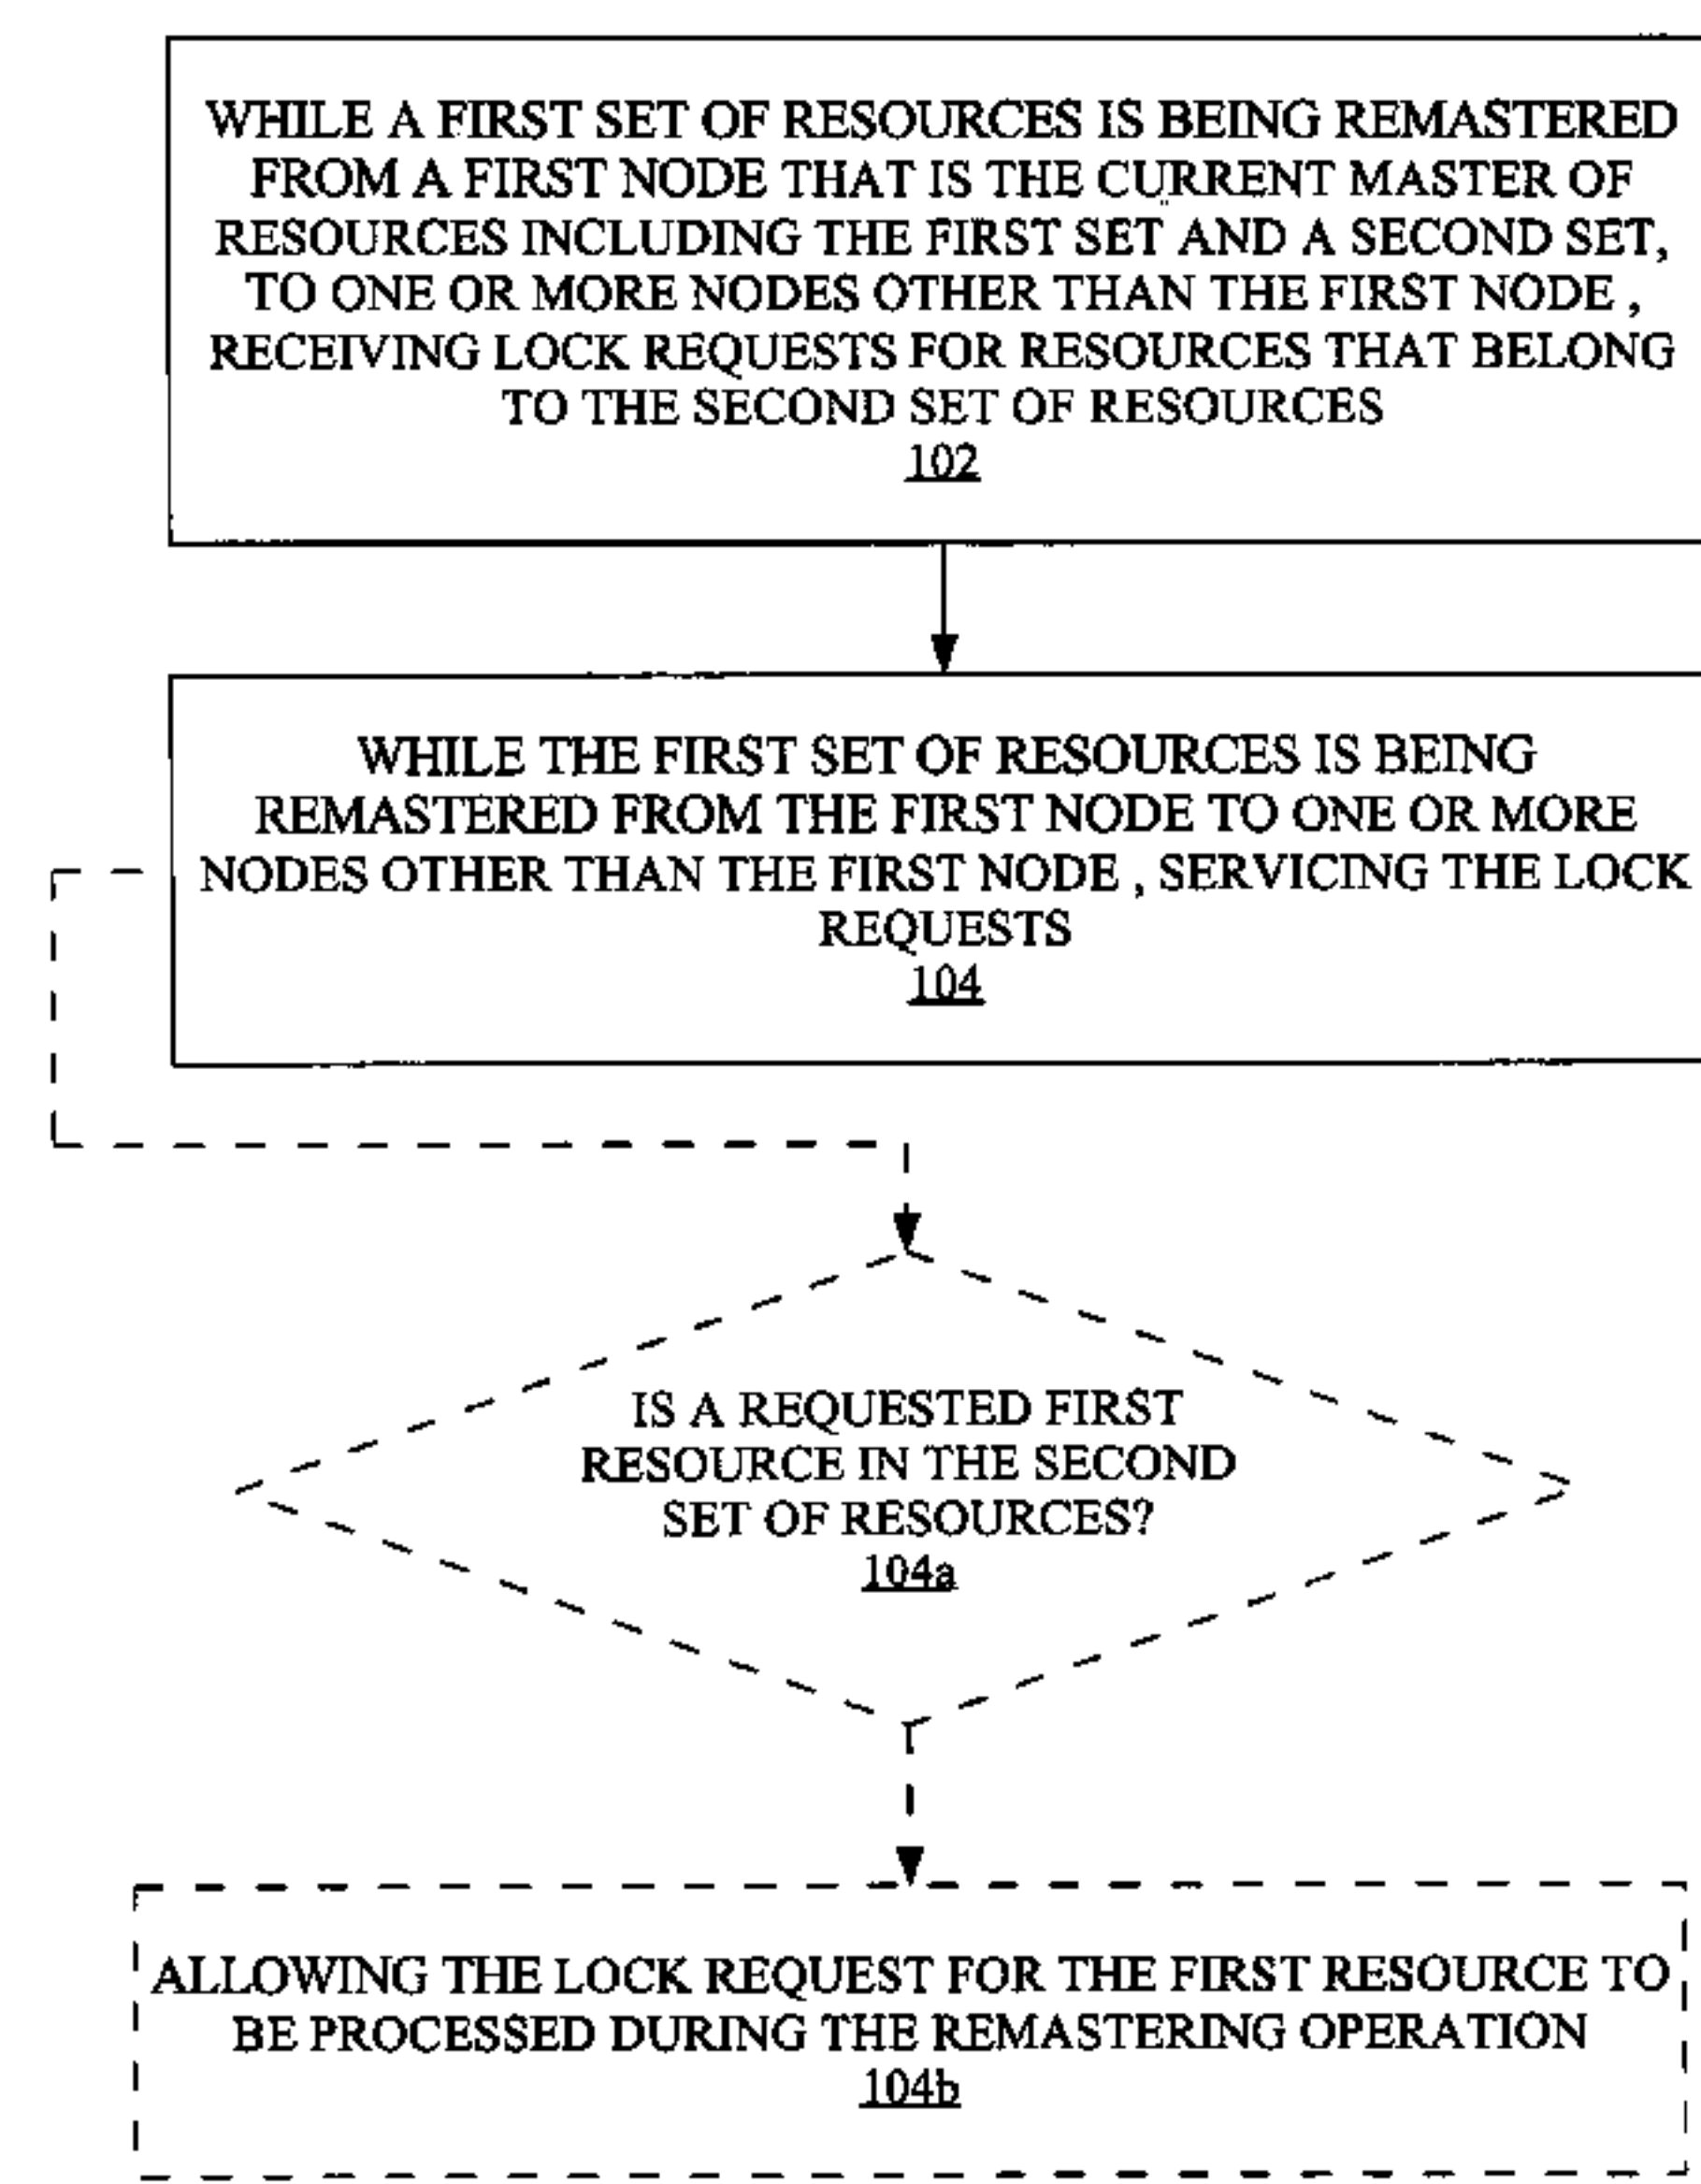 WHILE A FIRST SET OF RESOURCES IS BEING REMASTERED
FROM A FIRST NODE THAT IS THE CURRENT MASTER OF
RESOURCES INCLUDING THE FIRST SET AND A SECOND SET,
TO ONE OR MORE NODES OTHER THAN THE FIRST NODE ,
RECEIVING LOCK REQUESTS FOR RESOURCES THAT BELONG
TO THE SECOND SET OF RESOURCES
102
WHILE THE FIRST SET OF RESOURCES IS BEING
REMASTERED FROM THE FIRST NODE TO ONE OR MORE
NODES OTHER THAN THE FIRST NODE , SERVICING THE LOCK
REQUESTS
104
IS A REQUESTED FIRST
RESOURCE IN THE SECOND
SET OF RESOURCES?
104a
ALLOWING THE LOCK REQUEST FOR THE FIRST RESOURCE TO
BE PROCESSED DURING THE REMASTERING OPERATION
104b